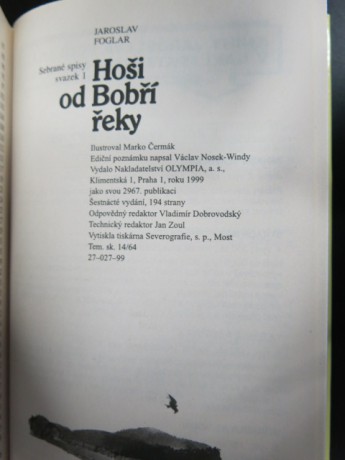 JAROSLAV
FOGLAR
Sebrané spisy
svazek 1
Hoši
od Bobří
řeky
Ilustroval Marko Čermák
Ediční poznámku napsal Václav Nosek-Windy
Vydalo Nakladatelství OLYMPIA, a. s.,
Klimentská 1, Praha 1, roku 1999
jako svou 2967. publikaci
Šestnácté vydání, 194 strany
Odpovědný redaktor Vladimír Dobrovodský
Technický redaktor Jan Zoul
Vytiskla tiskárna Severografie, s. p., Most
Tem. sk. 14/64
27-027-99